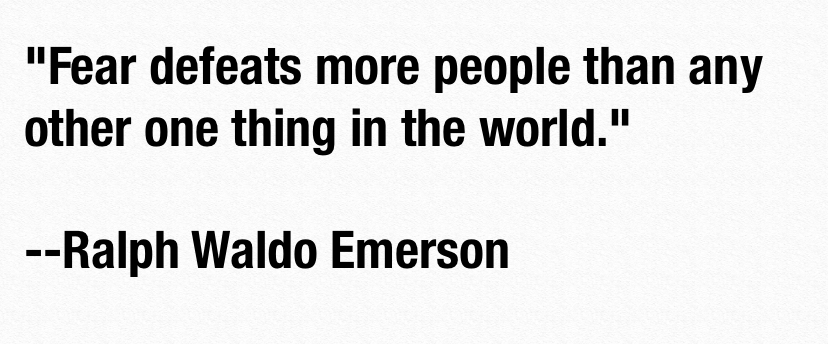 "Fear defeats more people than any
other one thing in the world."
--Ralph Waldo Emerson